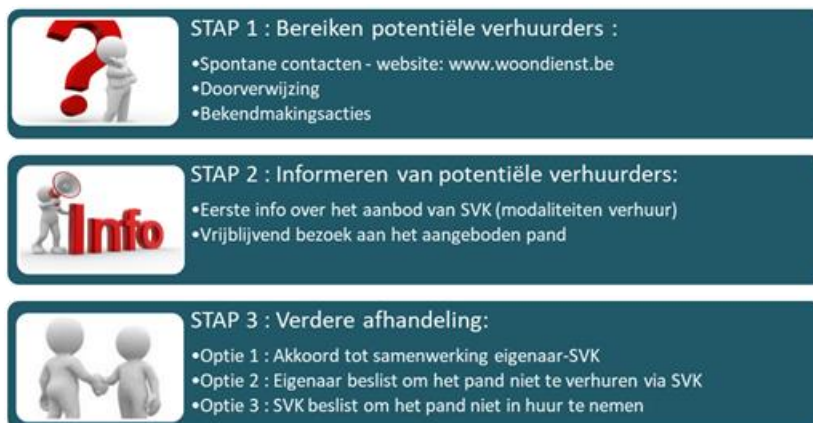 STAP 1 : Bereiken potentiële verhuurders :
•Spontane contacten - website: www.woondienst.be
•Doorverwijzing
•Bekendmakingsacties
STAP 2 : Informeren van potentiële verhuurders:
•Eerste info over het aanbod van SVK (modaliteiten verhuur)
•Vrijblijvend bezoek aan het aangeboden pand
Info
STAP 3 : Verdere afhandeling:
•Optie 1 : Akkoord tot samenwerking eigenaar-SVK
•Optie 2 : Eigenaar beslist om het pand niet te verhuren via SVK
•Optie 3 : SVK beslist om het pand niet in huur te nemen